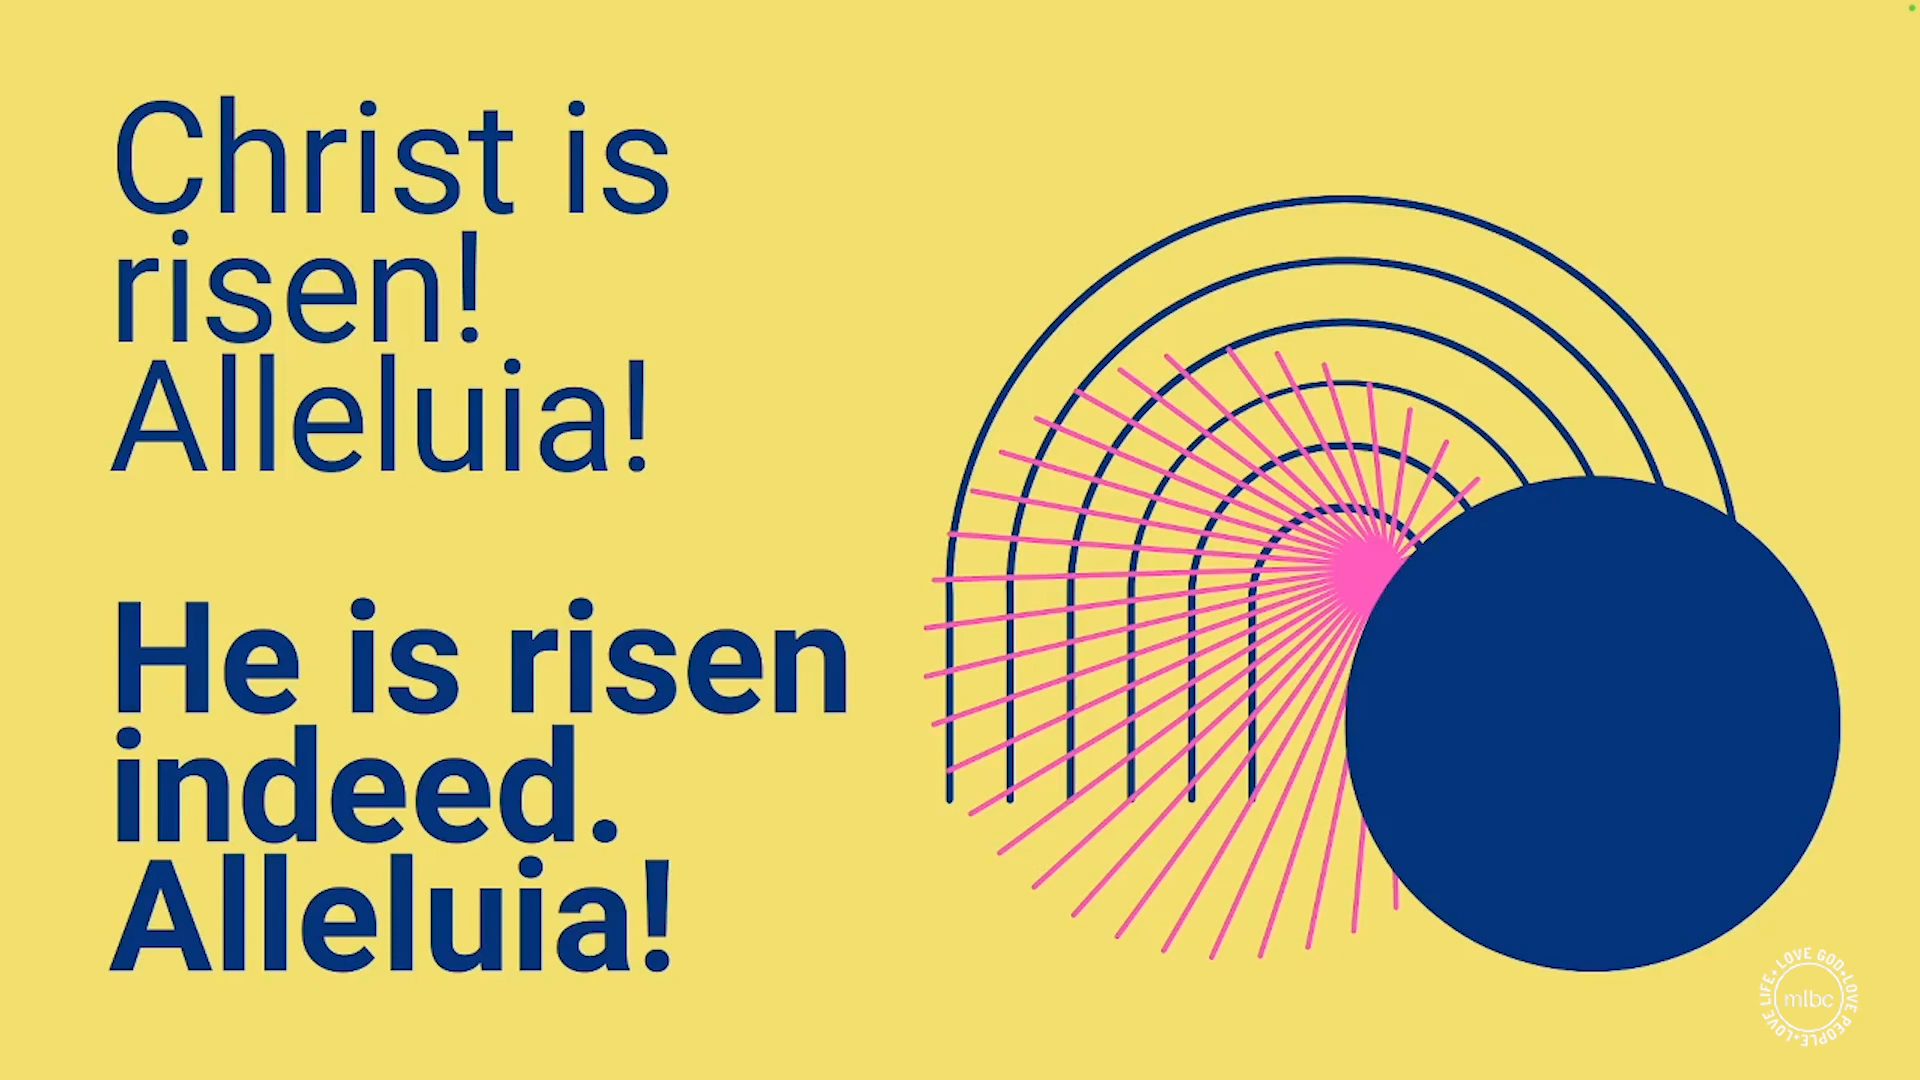 Christ is
risen!
Alleluia!
He is risen
indeed.
Alleluia!
LOVE GOD•LOVE PEOPLE•LOVE LIFE•
mlbc